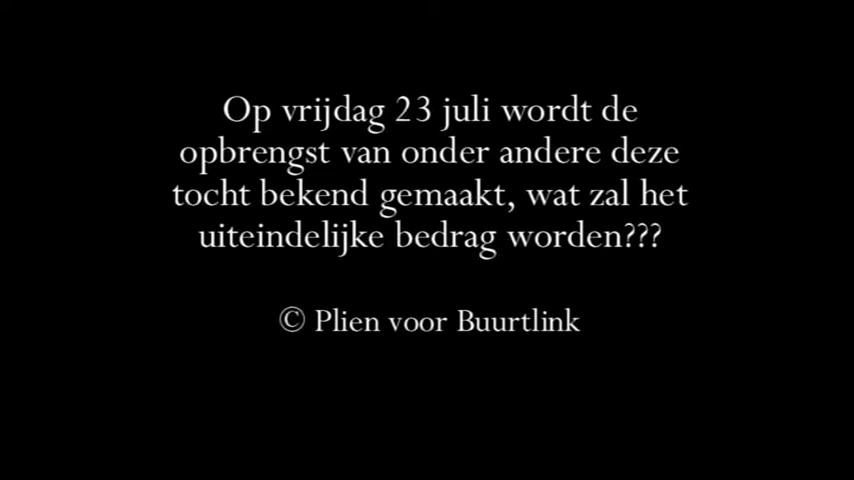 Op vrijdag 23 juli wordt de
opbrengst van onder andere deze
tocht bekend gemaakt, wat zal het
uiteindelijke bedrag worden???
© Plien voor Buurtlink